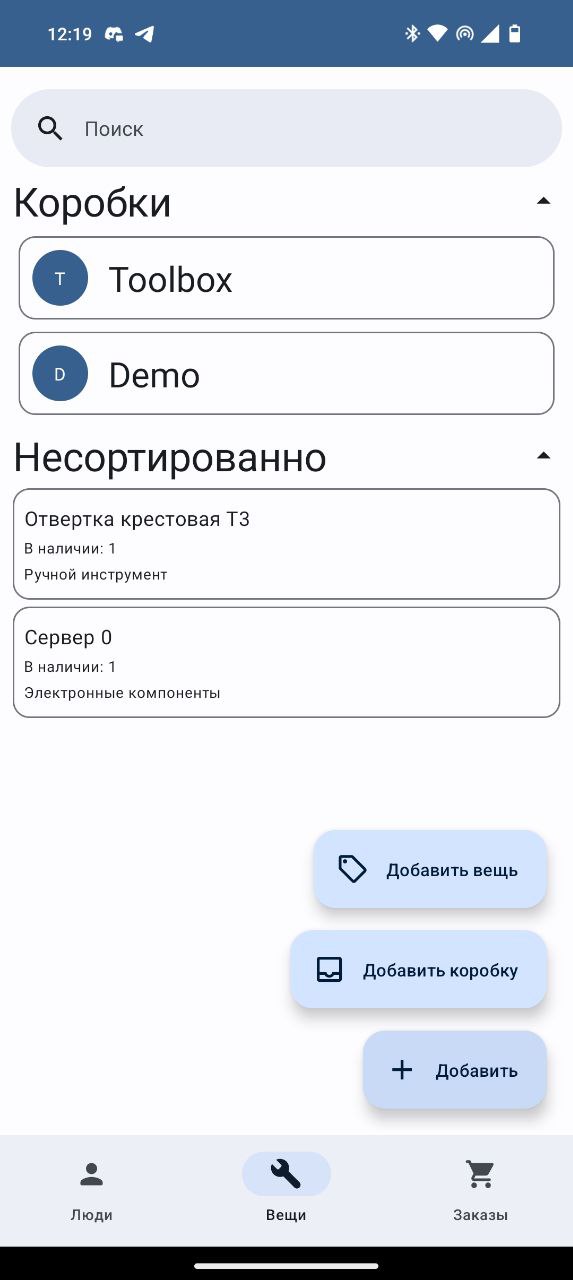 12:19
Поиск
Коробки
T
Toolbox
D
Demo
Несортированно
Отвертка крестовая Т3
В наличии: 1
Ручной инструмент
Сервер 0
В наличии: 1
Электронные компоненты
Добавить вещь
Добавить коробку
Добавить
Люди
Вещи
Заказы